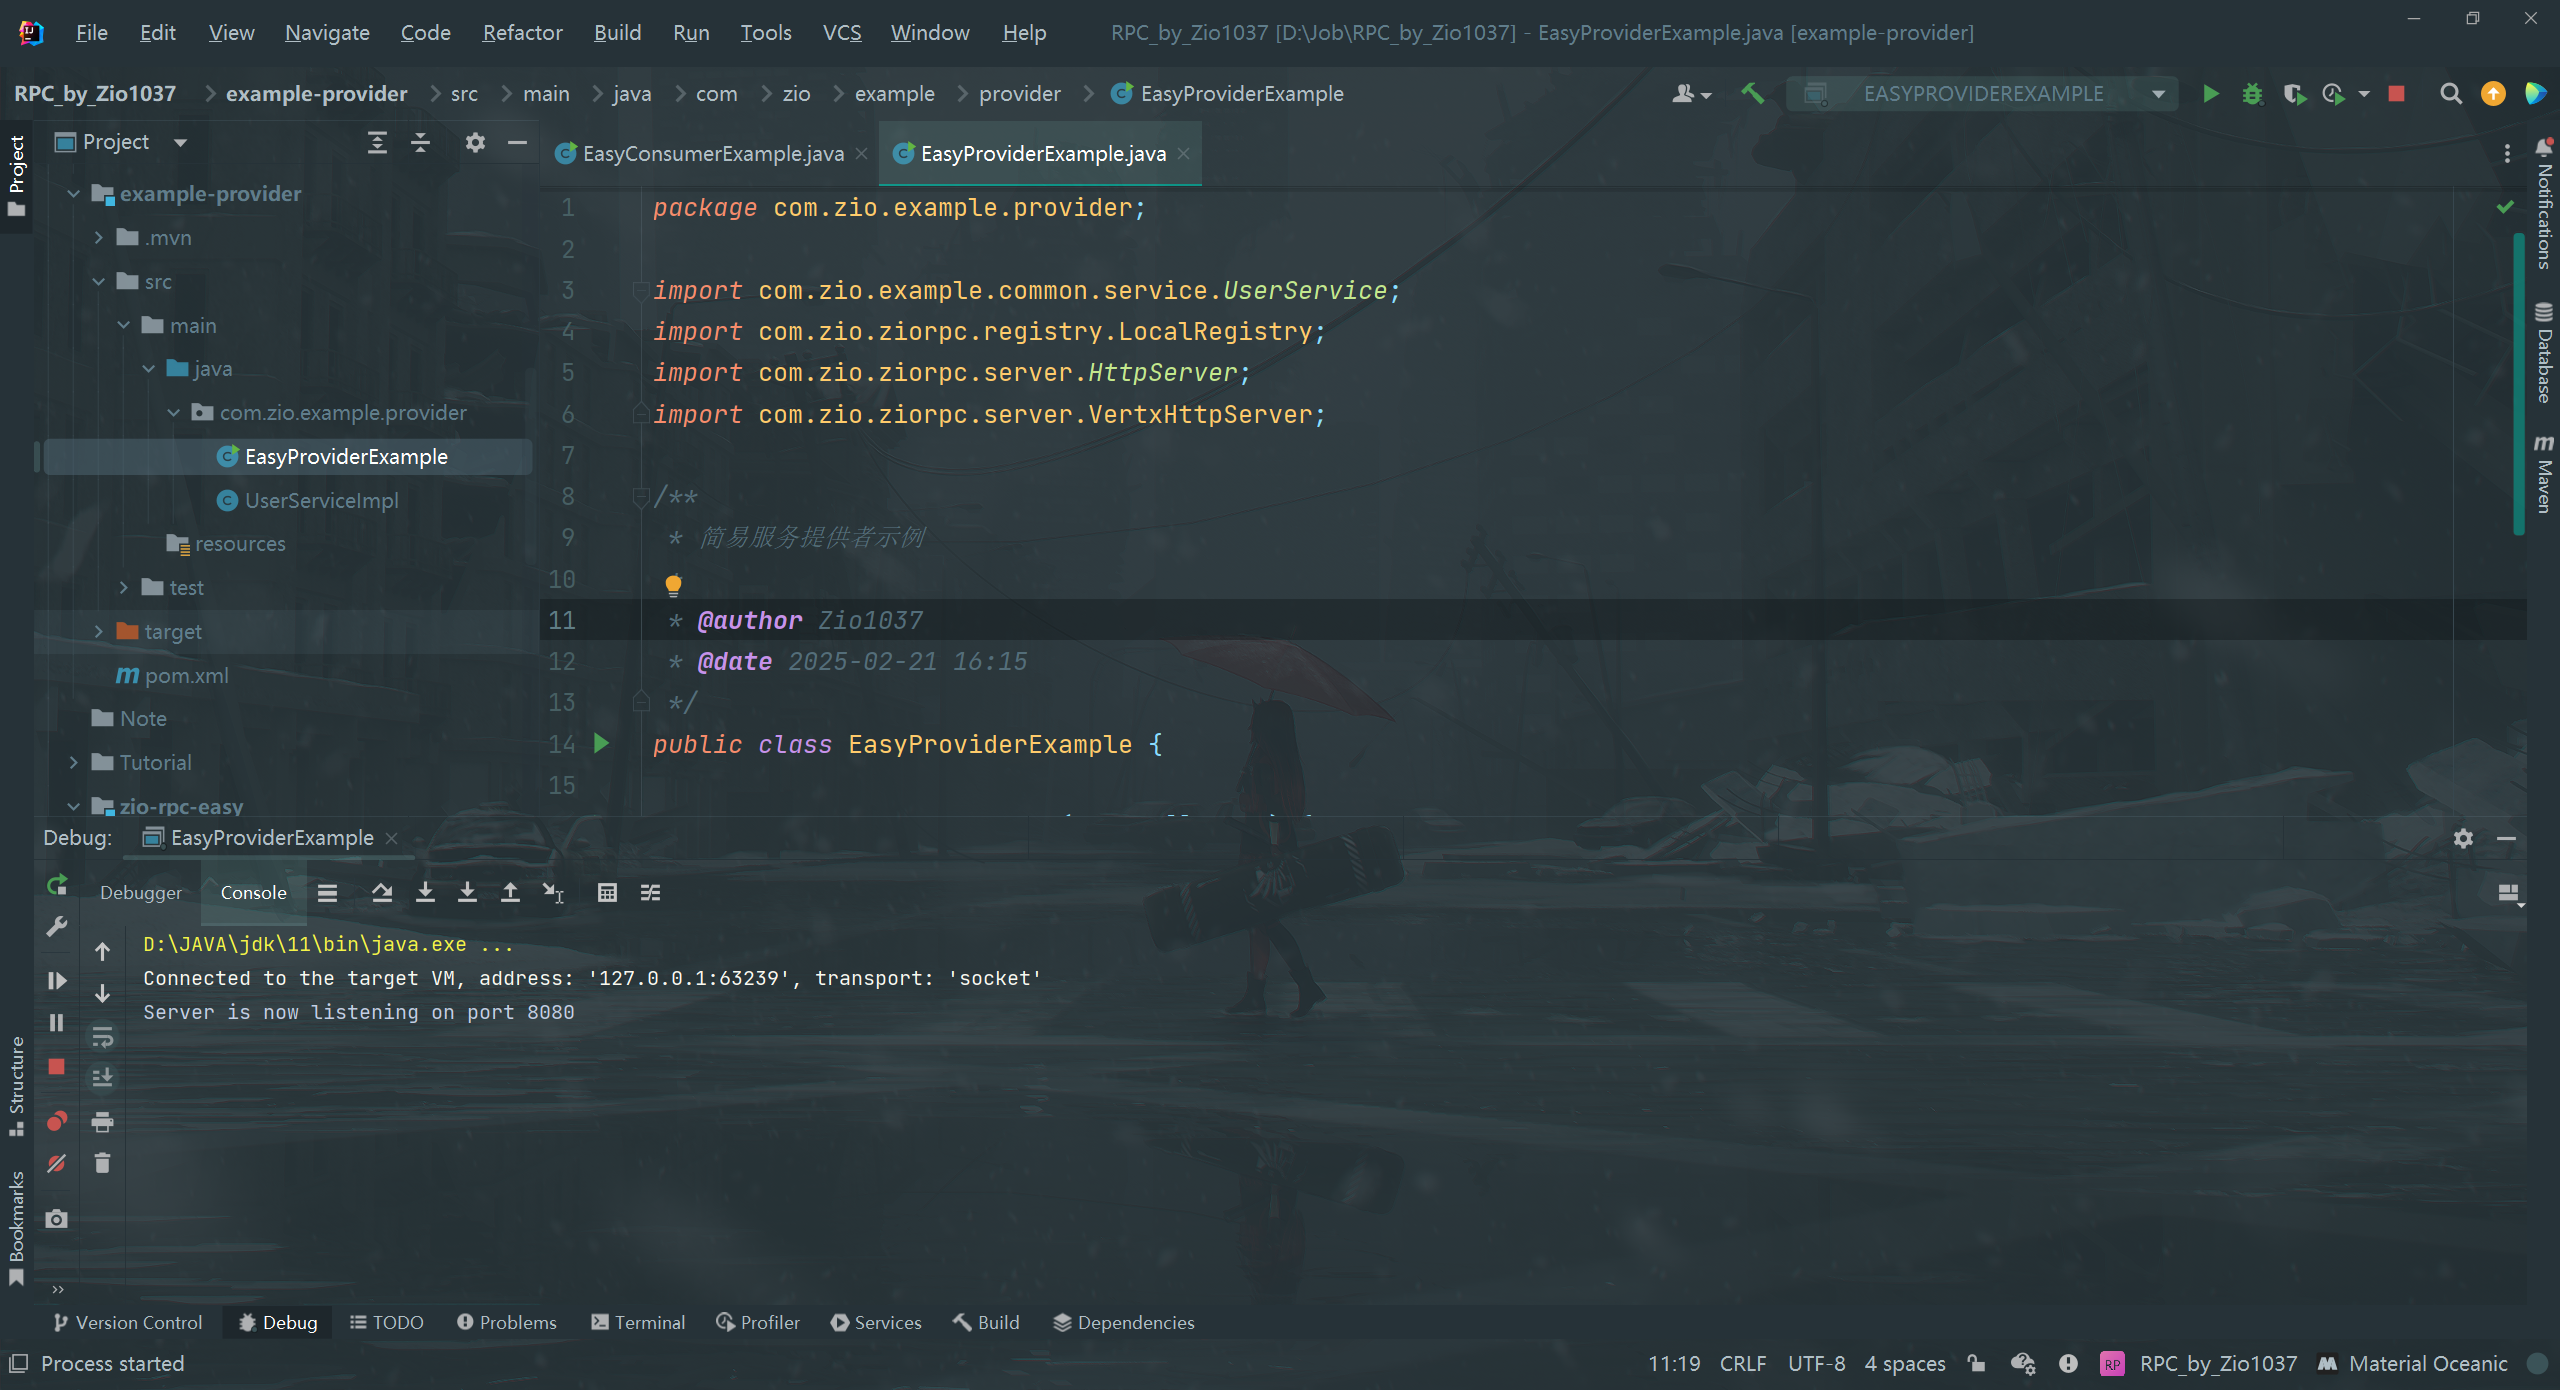 File Edit View Navigate Code Refactor Build Run Tools VCS Window Help RPC_by_Zio1037 [D:\Job\RPC_by_Zio1037] - EasyProviderExample.java [example-provider]
RPC_by_Zio1037 example-provider src main java com zio example provider EasyProviderExample EASYPROVIDEREXAMPLE
Project
Project
EasyConsumerExample.java EasyProviderExample.java
example-provider
.mvn
src
main
java
com.zio.example.provider
EasyProviderExample
UserServiceImpl
resources
test
target
pom.xml
Note
Tutorial
zio-rpc-easy
1 package com.zio.example.provider;
2
3 import com.zio.example.common.service.UserService;
4 import com.zio.ziorpc.registry.LocalRegistry;
5 import com.zio.ziorpc.server.HttpServer;
6 import com.zio.ziorpc.server.VertxHttpServer;
7
8 /**
9 * 简易服务提供者示例
10
11 * @author Zio1037
12 * @date 2025-02-21 16:15
13 */
14 public class EasyProviderExample {
15
Notifications
Database
Maven
Debug: EasyProviderExample
Debugger Console
D:\JAVA\jdk\11\bin\java.exe ...
Connected to the target VM, address: '127.0.0.1:63239', transport: 'socket'
Server is now listening on port 8080
Structure
Bookmarks
Version Control Debug TODO Problems Terminal Profiler Services Build Dependencies
Process started 11:19 CRLF UTF-8 4 spaces RP RPC_by_Zio1037 Material Oceanic